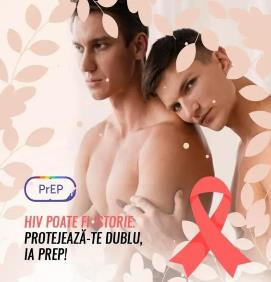 PrEP
HIV POATE FI ISTORIE.
PROTEJEAZĂ-TE DUBLU,
IA PREP!